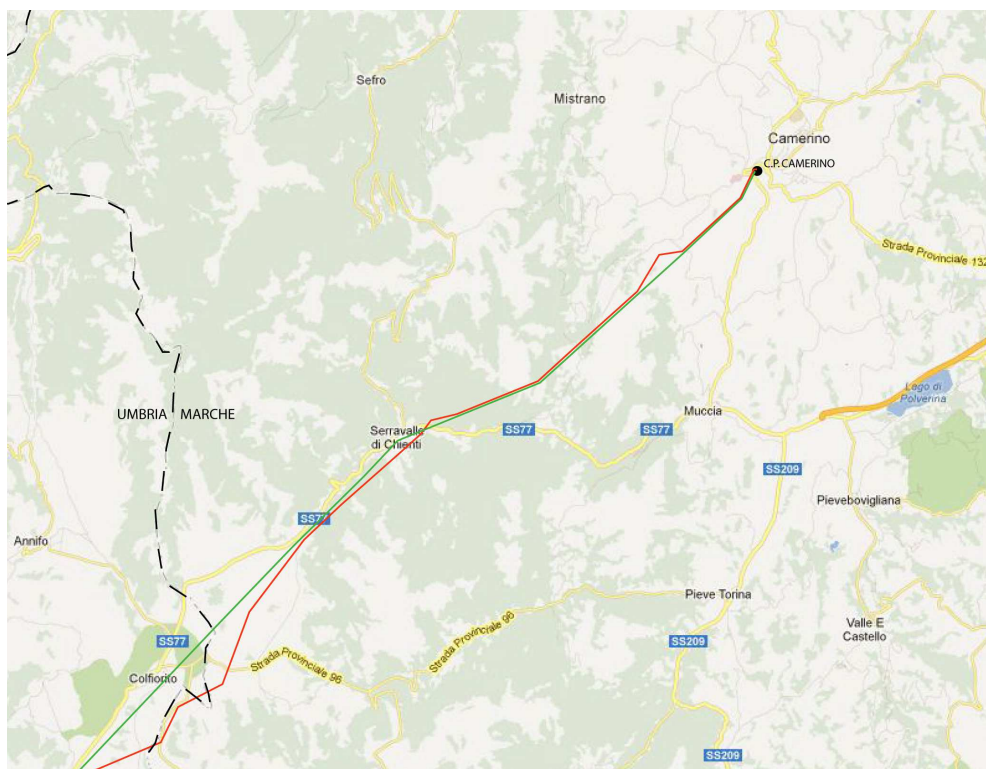 Sefro
Mistrano
Camerino
C.P. CAMERINO
Strada Provinciale 132
Lago di
Polverina
UMBRIA
MARCHE
Muccia
Serravalle
di Chienti
SS77
SS77
SS209
Pievebovigliana
SS77
Annifo
Pieve Torina
Valle E
Castello
Strada Provinciale 96
SS77
SS209
Strada Provinciale 96
Colfiorito
SS209